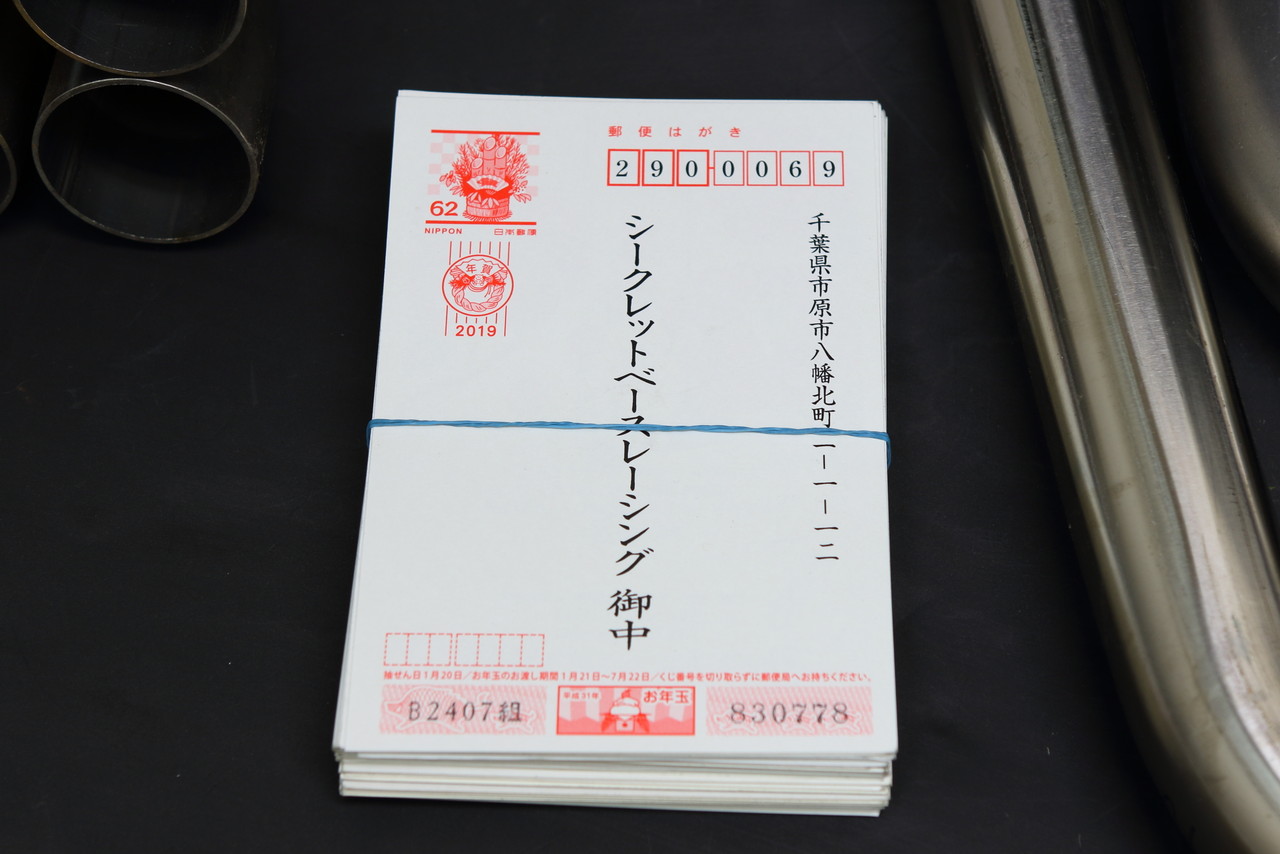 郵便はがき
290-0069
62
NIPPON 日本郵便
年賀
2019
千葉県市原市八幡北町一-一-一二
シークレットベースレーシング 御中
抽せん日1月20日/お年玉のお渡し期間1月21日~7月22日/くじ番号を切り取らずに郵便局へお持ちください。
B2407組
平成31年
お年玉
830778